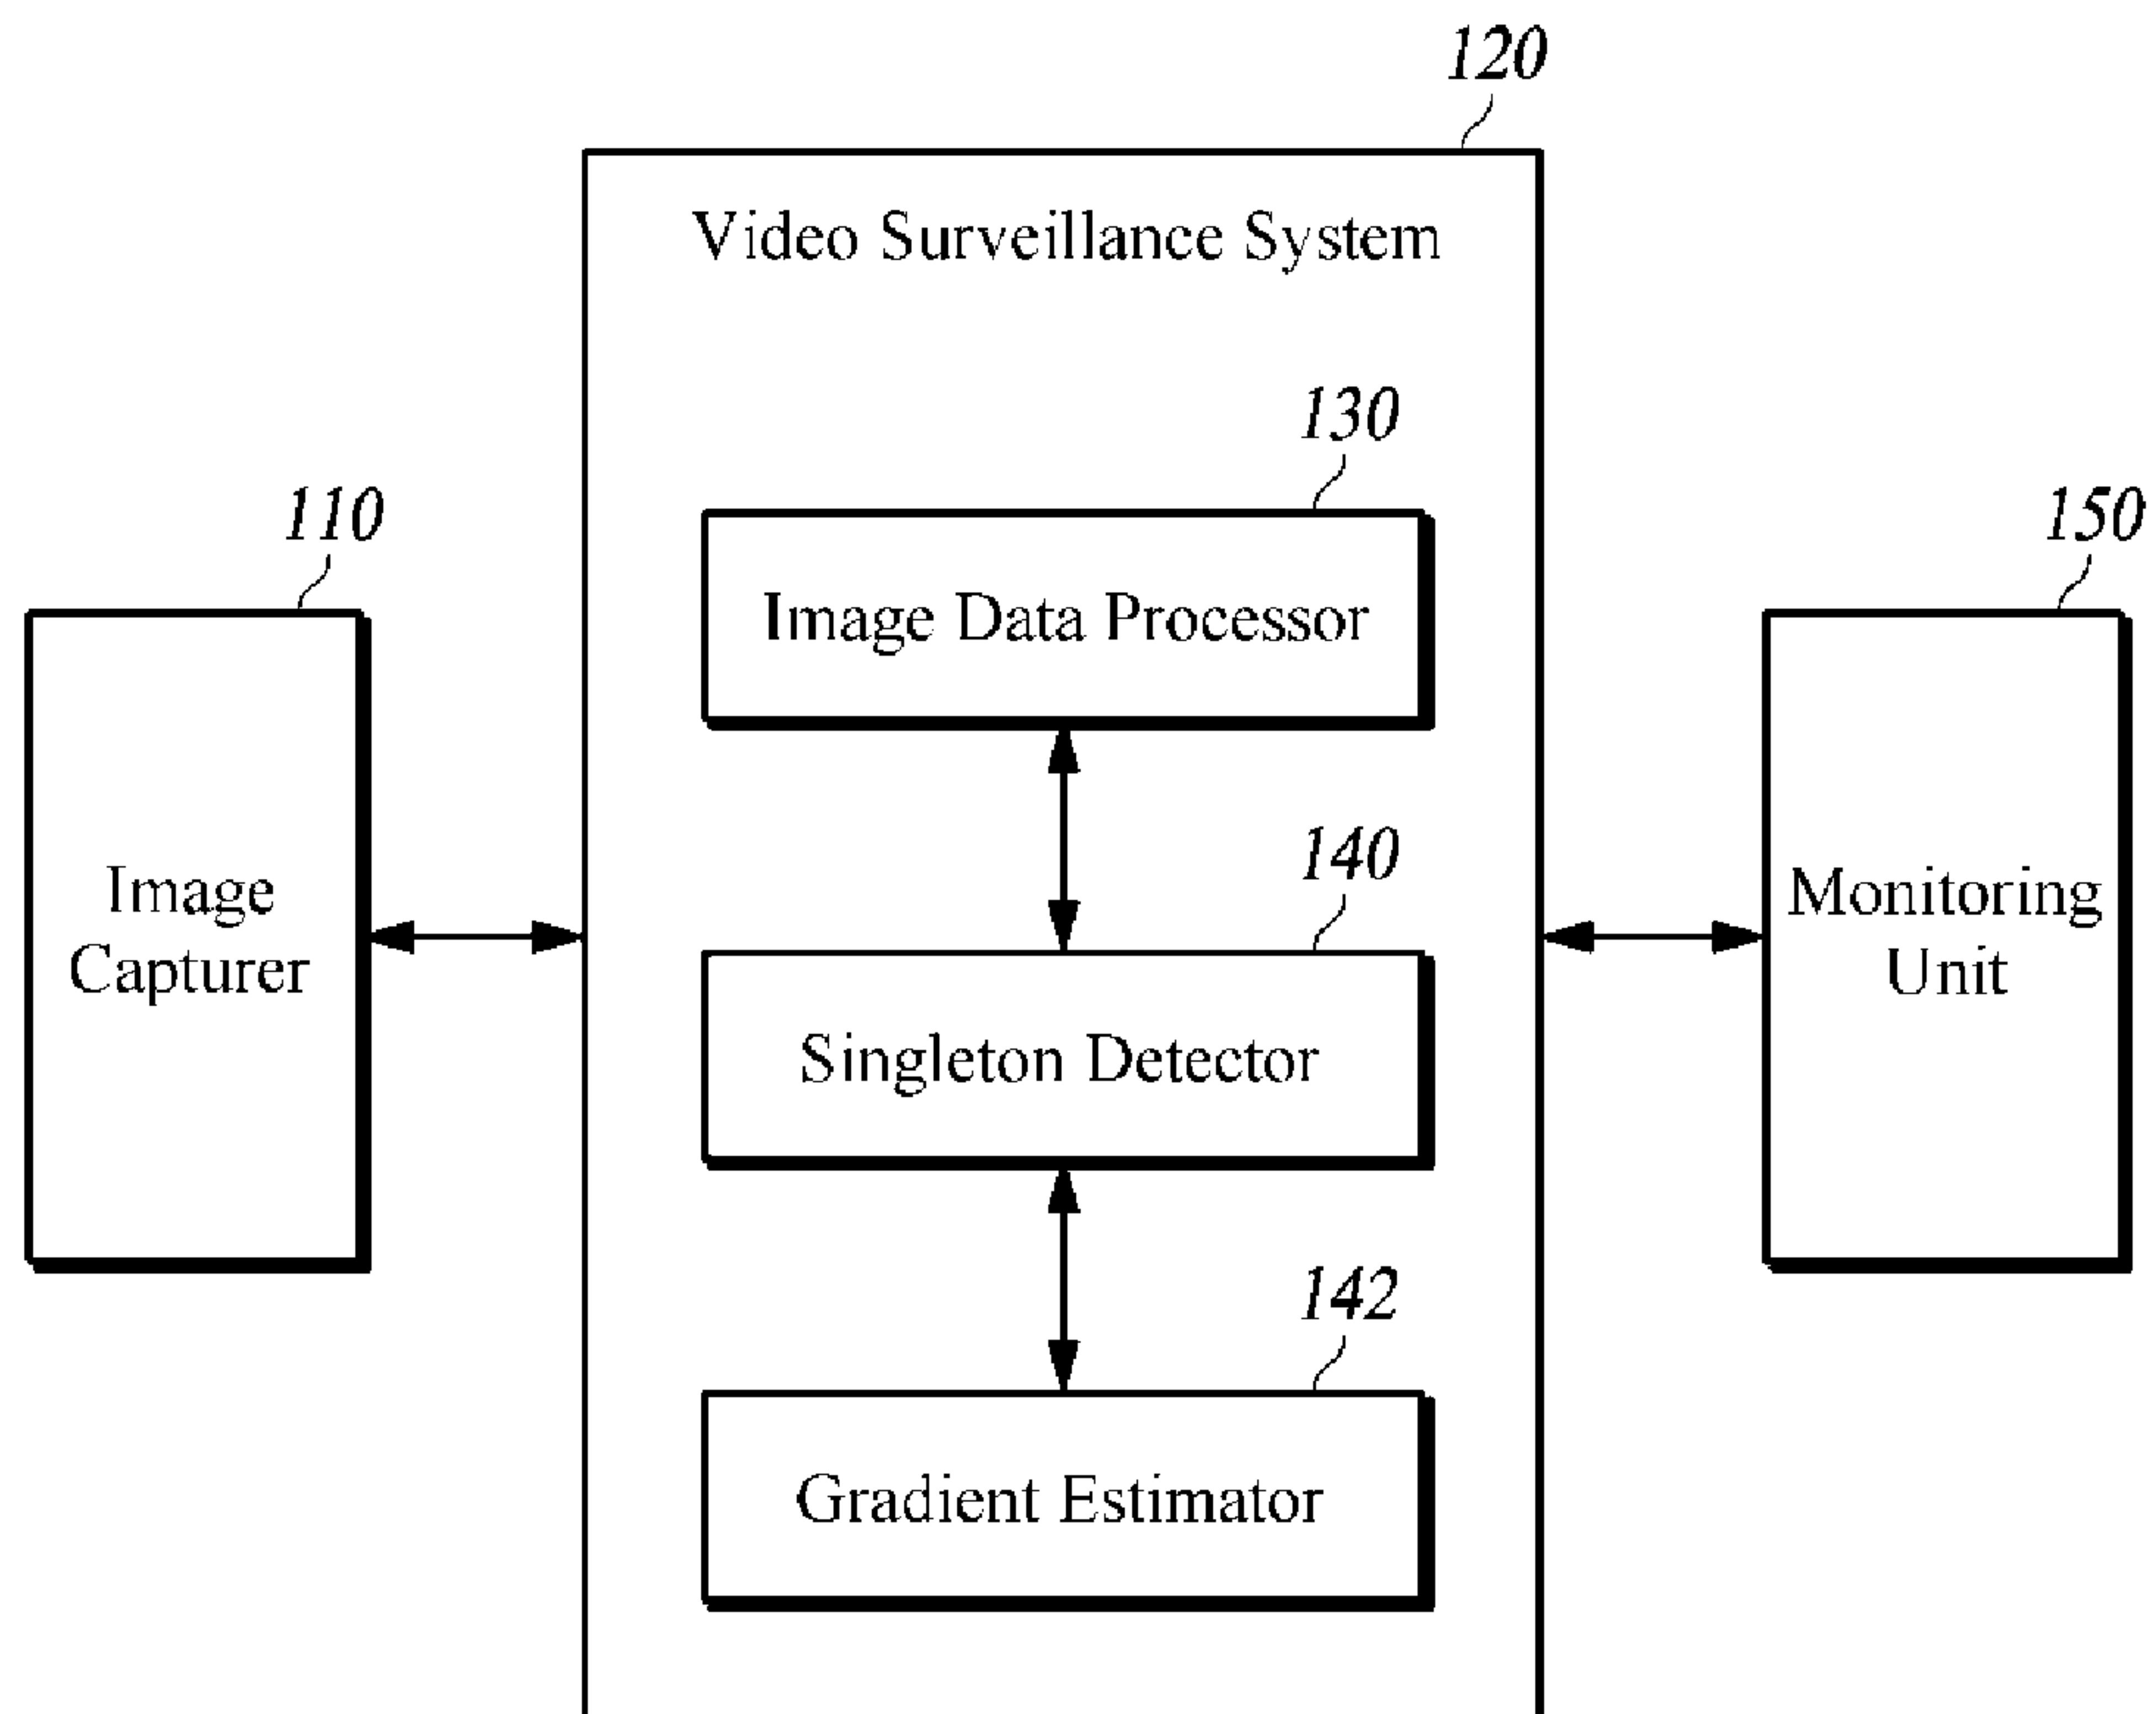 120
Video Surveillance System
130
110
150
Image Data Processor
140
Image
Capturer
Monitoring
Unit
Singleton Detector
142
Gradient Estimator